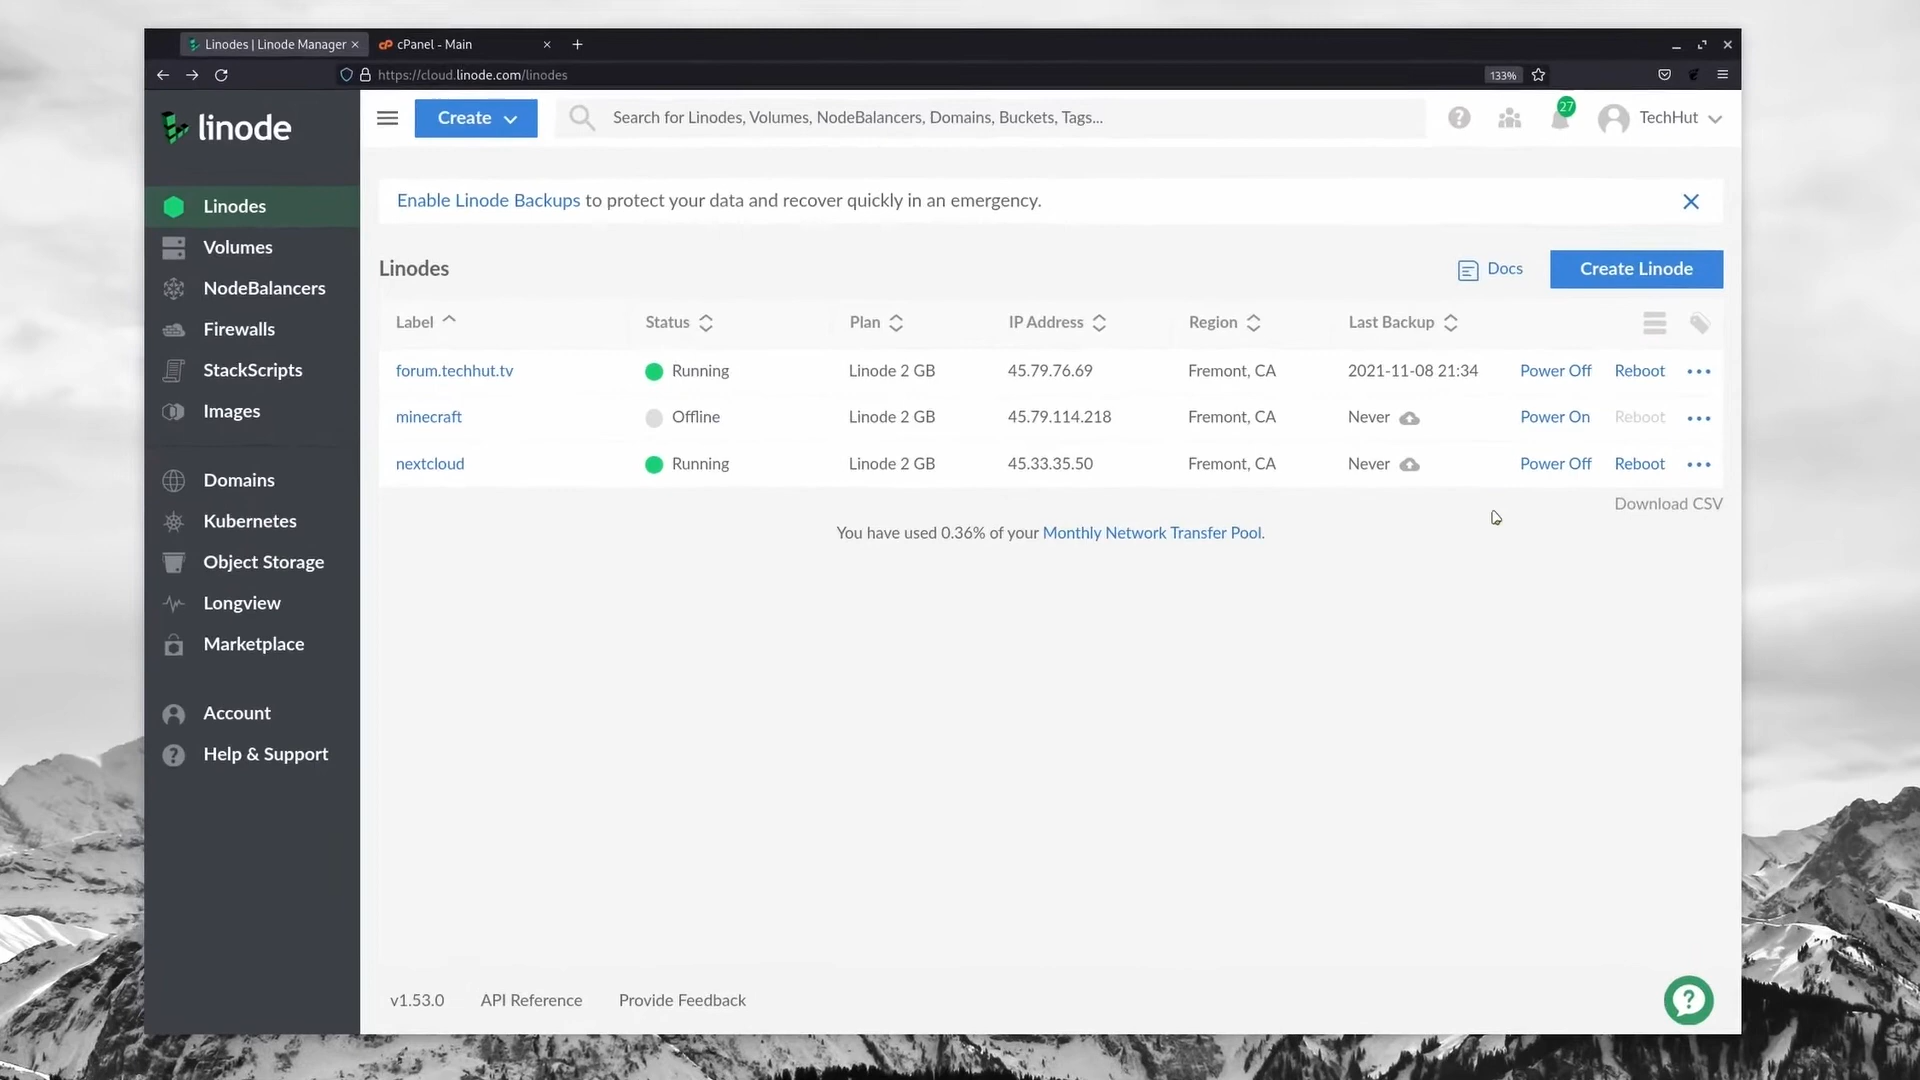 Linodes | Linode Manager
cPanel - Main
https://cloud.linode.com/linodes
133%
linode
Create
Search for Linodes, Volumes, NodeBalancers, Domains, Buckets, Tags...
27
TechHut
Linodes
Volumes
NodeBalancers
Firewalls
StackScripts
Images
Domains
Kubernetes
Object Storage
Longview
Marketplace
Account
Help & Support
Enable Linode Backups to protect your data and recover quickly in an emergency.
Linodes
Docs
Create Linode
Label Status Plan IP Address Region Last Backup
forum.techhut.tv Running Linode 2 GB 45.79.76.69 Fremont, CA 2021-11-08 21:34 Power Off Reboot
minecraft Offline Linode 2 GB 45.79.114.218 Fremont, CA Never Power On Reboot
nextcloud Running Linode 2 GB 45.33.35.50 Fremont, CA Never Power Off Reboot
Download CSV
You have used 0.36% of your Monthly Network Transfer Pool.
v1.53.0 API Reference Provide Feedback